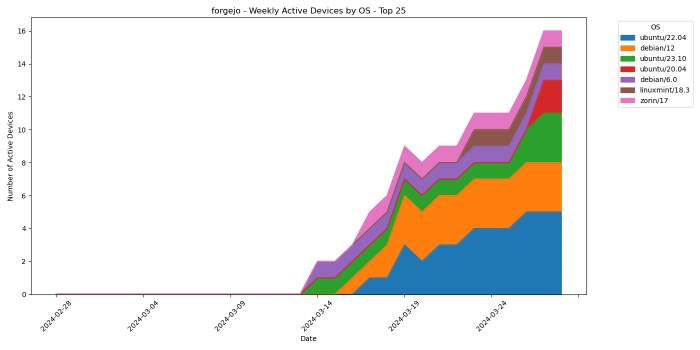 forgejo - Weekly Active Devices by OS - Top 25
Number of Active Devices
16
14
12
10
8
6
4
2
0
2024-02-28
2024-03-04
2024-03-09
2024-03-14
2024-03-19
2024-03-24
Date
OS
ubuntu/22.04
debian/12
ubuntu/23.10
ubuntu/20.04
debian/6.0
linuxmint/18.3
zorin/17